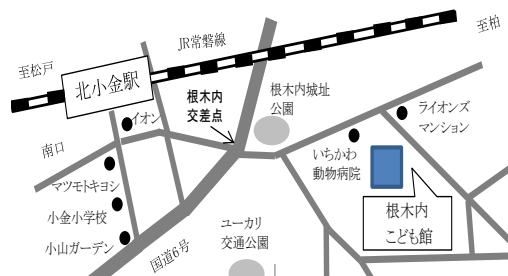 至柏
JR常磐線
至松戸
北小金駅
根木内
交差点
根木内城址
公園
イオン
ライオンズ
マンション
南口
いちかわ
動物病院
マツモトキヨシ
小金小学校
小山ガーデン
ユーカリ
交通公園
根木内
こども館
国道6号